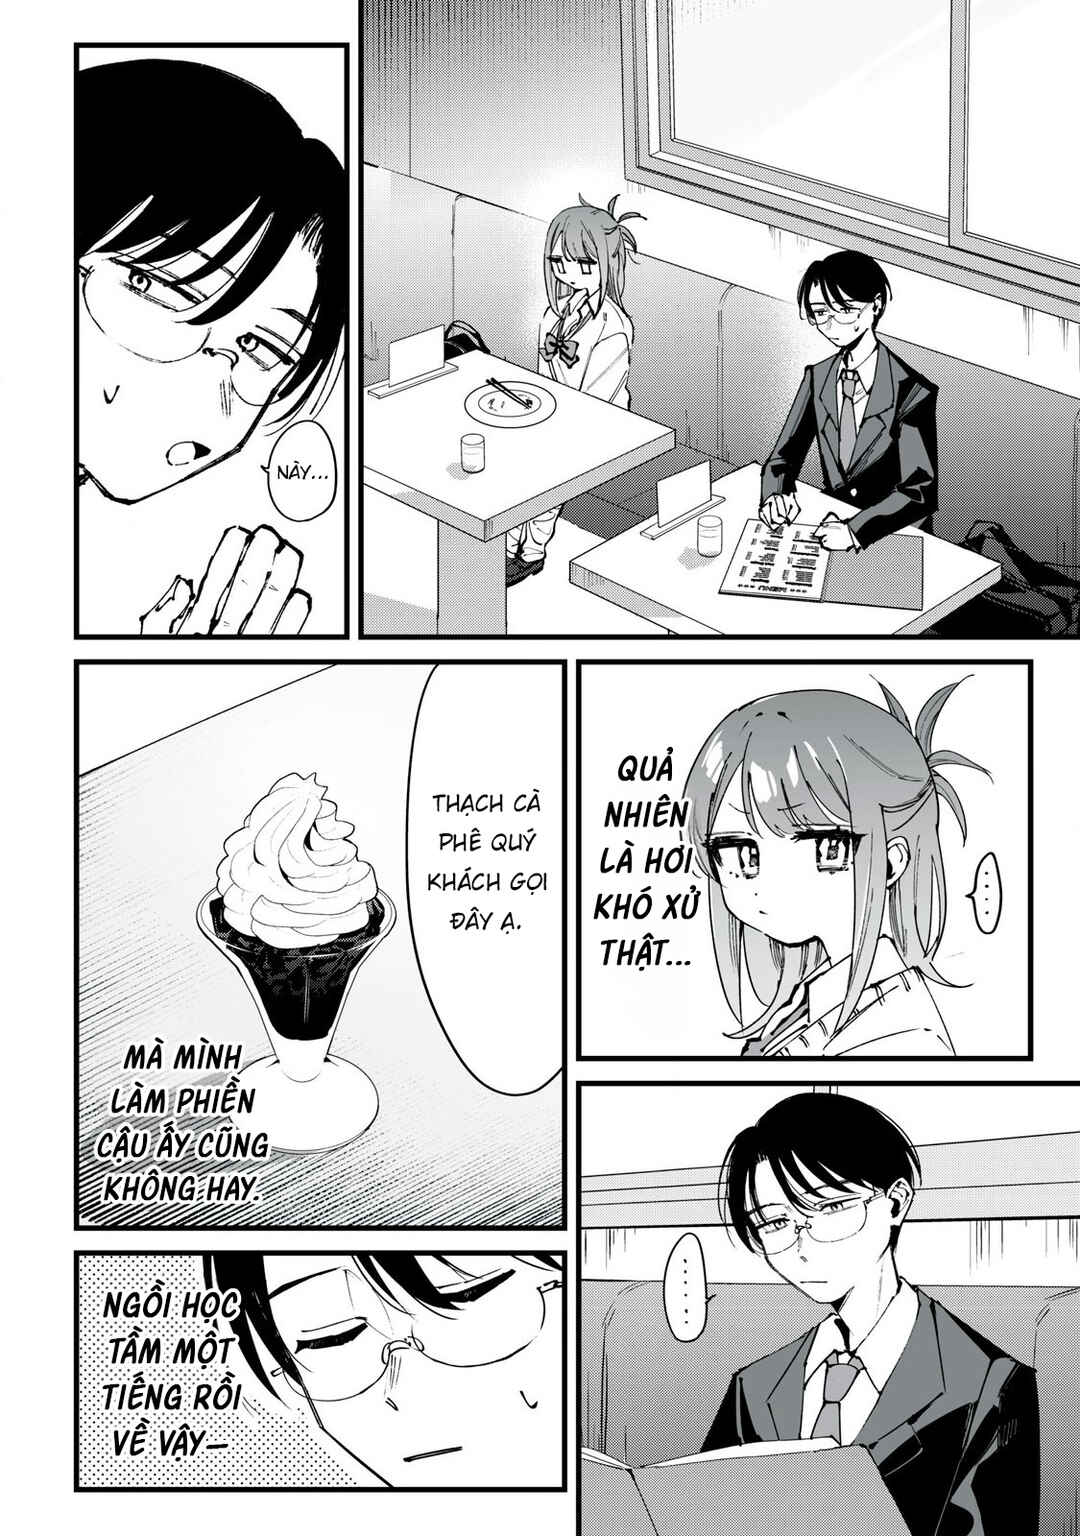 MENU
NÀY...
QUẢ
NHIÊN
LÀ HƠI
KHÓ XỬ
THẬT...
....
THẠCH CÀ
PHÊ QUÝ
KHÁCH GỌI
ĐÂY Ạ.
MÀ MÌNH
LÀM PHIỀN
CẬU ẤY CŨNG
KHÔNG HAY.
.....
NGỒI HỌC
TẦM MỘT
TIẾNG RỒI
VỀ VẬY—